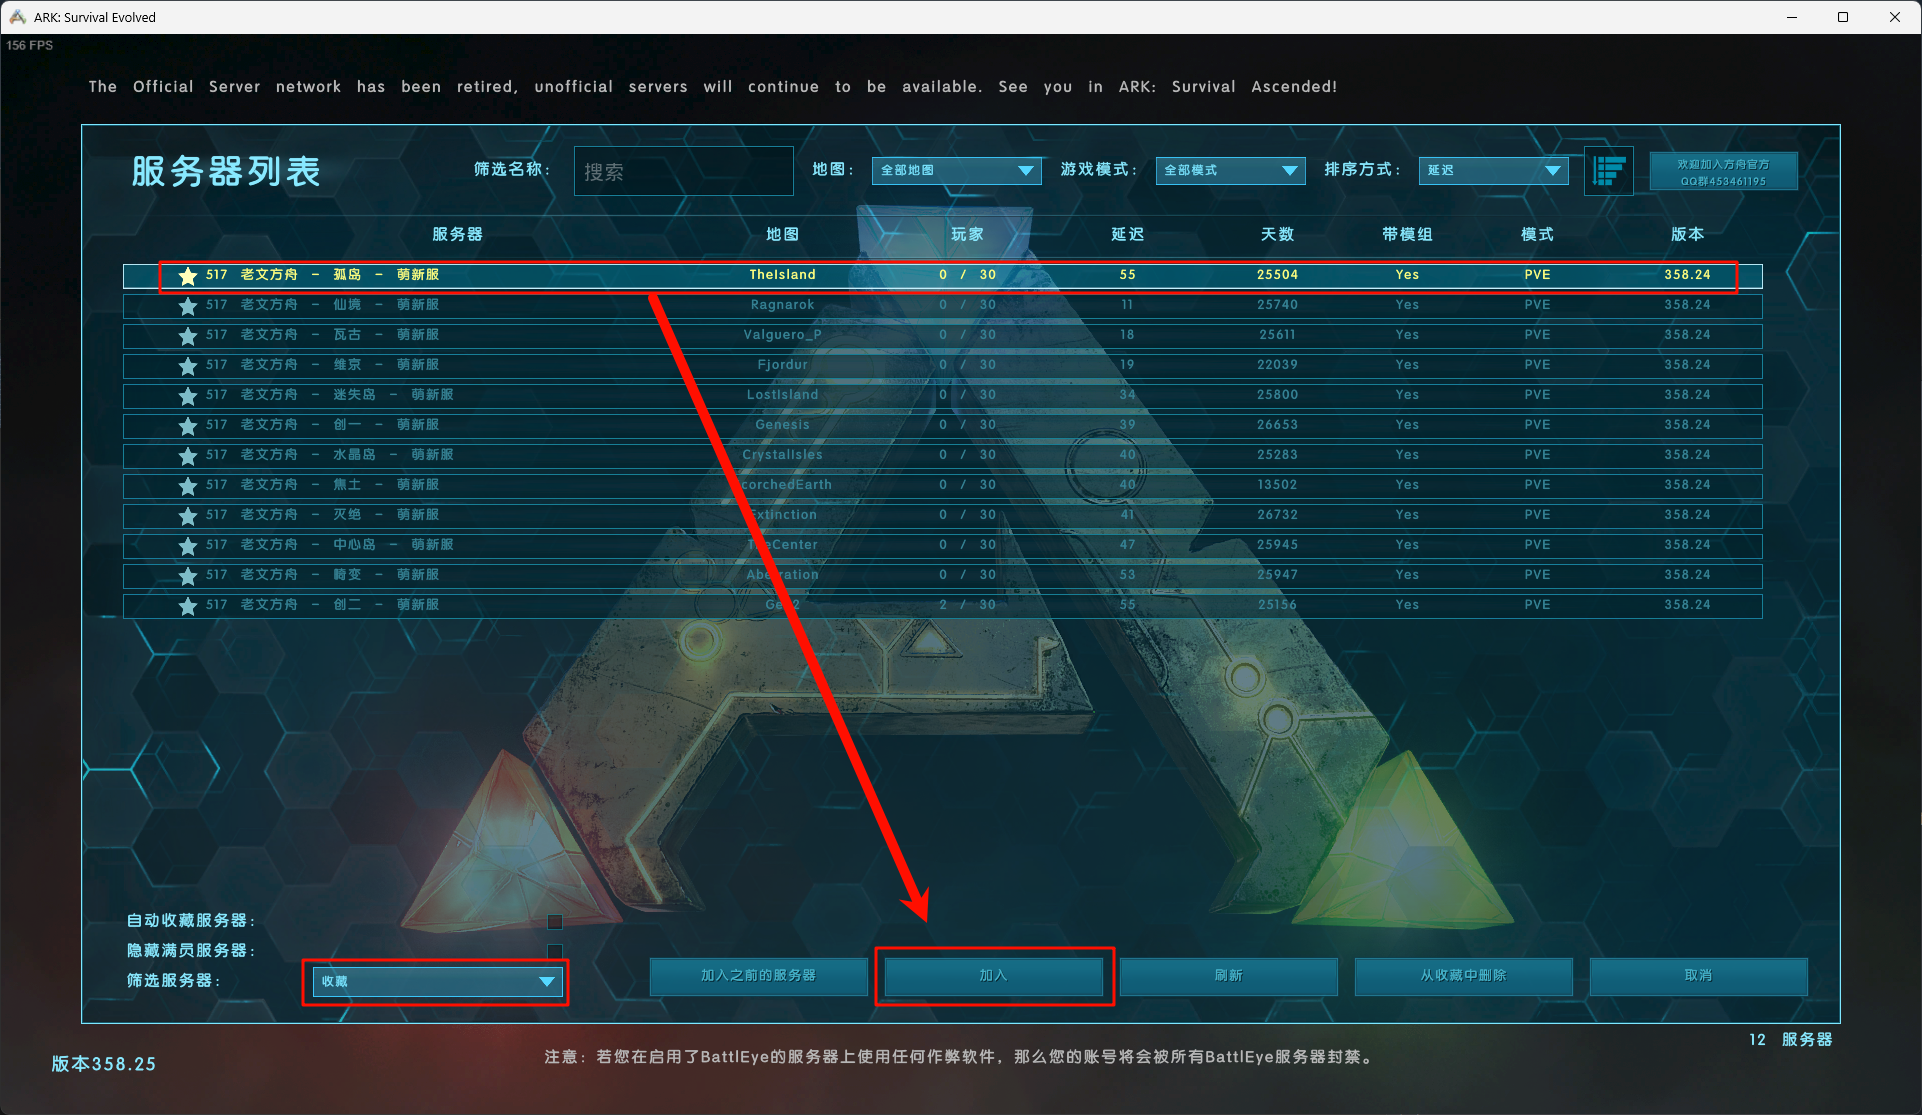 ARK: Survival Evolved
156 FPS
The Official Server network has been retired, unofficial servers will continue to be available. See you in ARK: Survival Ascended!
服务器列表 筛选名称: 搜索 地图: 全部地图 游戏模式: 全部模式 排序方式: 延迟 欢迎加入方舟官方
QQ群453461195
服务器 地图 玩家 延迟 天数 带模组 模式 版本
517 老文方舟 - 孤岛 - 萌新服 TheIsland 0 / 30 55 25504 Yes PVE 358.24
517 老文方舟 - 仙境 - 萌新服 Ragnarok 0 / 30 11 25740 Yes PVE 358.24
517 老文方舟 - 瓦古 - 萌新服 Valguero_P 0 / 30 18 25611 Yes PVE 358.24
517 老文方舟 - 维京 - 萌新服 Fjordur 0 / 30 19 22039 Yes PVE 358.24
517 老文方舟 - 迷失岛 - 萌新服 LostIsland 0 / 30 34 25800 Yes PVE 358.24
517 老文方舟 - 创一 - 萌新服 Genesis 0 / 30 39 26653 Yes PVE 358.24
517 老文方舟 - 水晶岛 - 萌新服 CrystalIsles 0 / 30 40 25283 Yes PVE 358.24
517 老文方舟 - 焦土 - 萌新服 corchedEarth 0 / 30 40 13502 Yes PVE 358.24
517 老文方舟 - 灭绝 - 萌新服 Extinction 0 / 30 41 26732 Yes PVE 358.24
517 老文方舟 - 中心岛 - 萌新服 TheCenter 0 / 30 47 25945 Yes PVE 358.24
517 老文方舟 - 畸变 - 萌新服 Aberration 0 / 30 53 25947 Yes PVE 358.24
517 老文方舟 - 创二 - 萌新服 Gen2 2 / 30 55 25156 Yes PVE 358.24
自动收藏服务器:
隐藏满员服务器:
筛选服务器: 收藏 加入之前的服务器 加入 刷新 从收藏中删除 取消
12 服务器
注意: 若您在启用了BattlEye的服务器上使用任何作弊软件，那么您的账号将会被所有BattlEye服务器封禁。
版本358.25